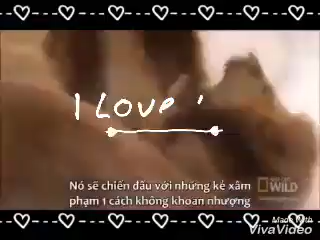 I Love '
Nó sẽ chiến đấu với những kẻ xâm
phạm 1 cách không khoan nhượng
WILD
Made With
VivaVideo